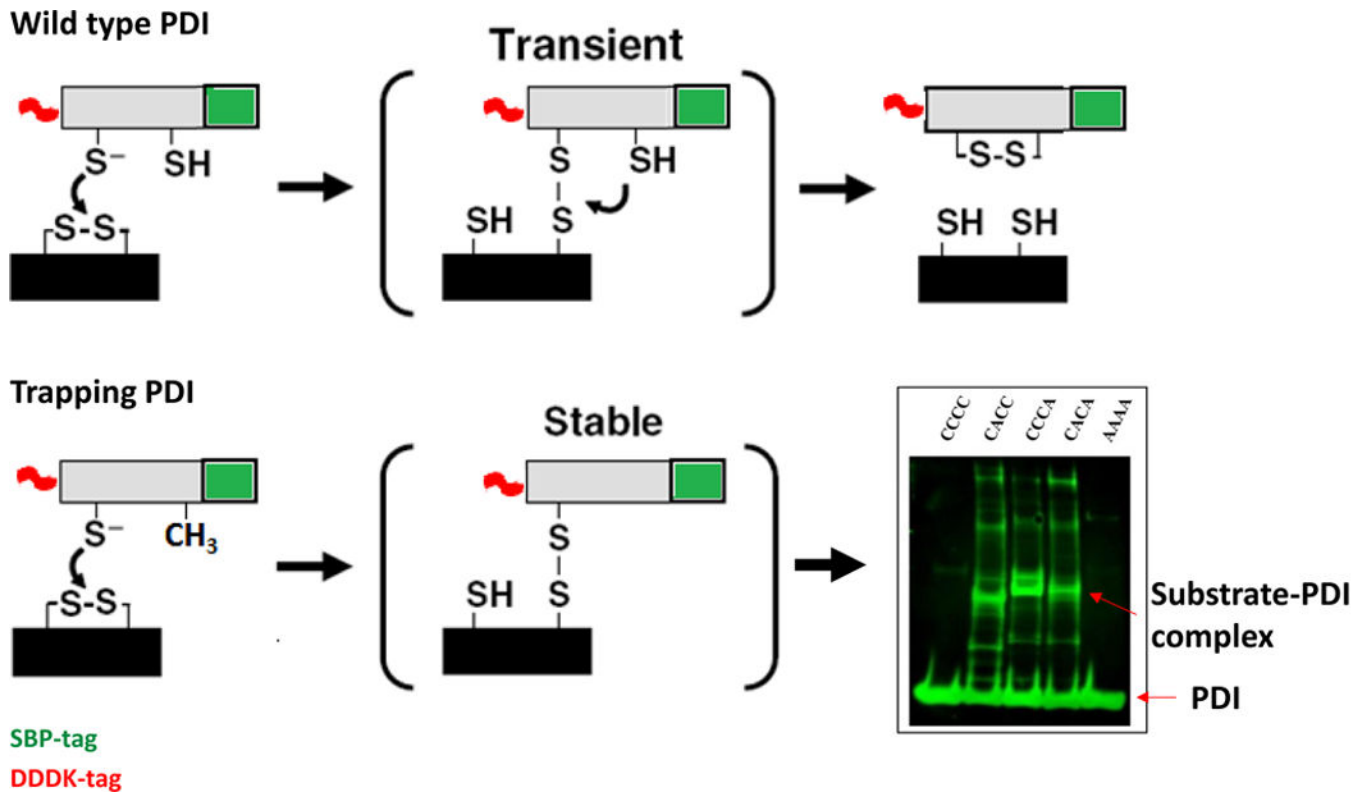 Wild type PDI
Transient
S⁻ SH
S-S
S SH
SH S
S-S
SH SH
Trapping PDI
Stable
CCCC CACC CCCA CACA AAAA
S⁻ CH₃
S-S
S
SH S
Substrate-PDI
complex
PDI
SBP-tag
DDDK-tag